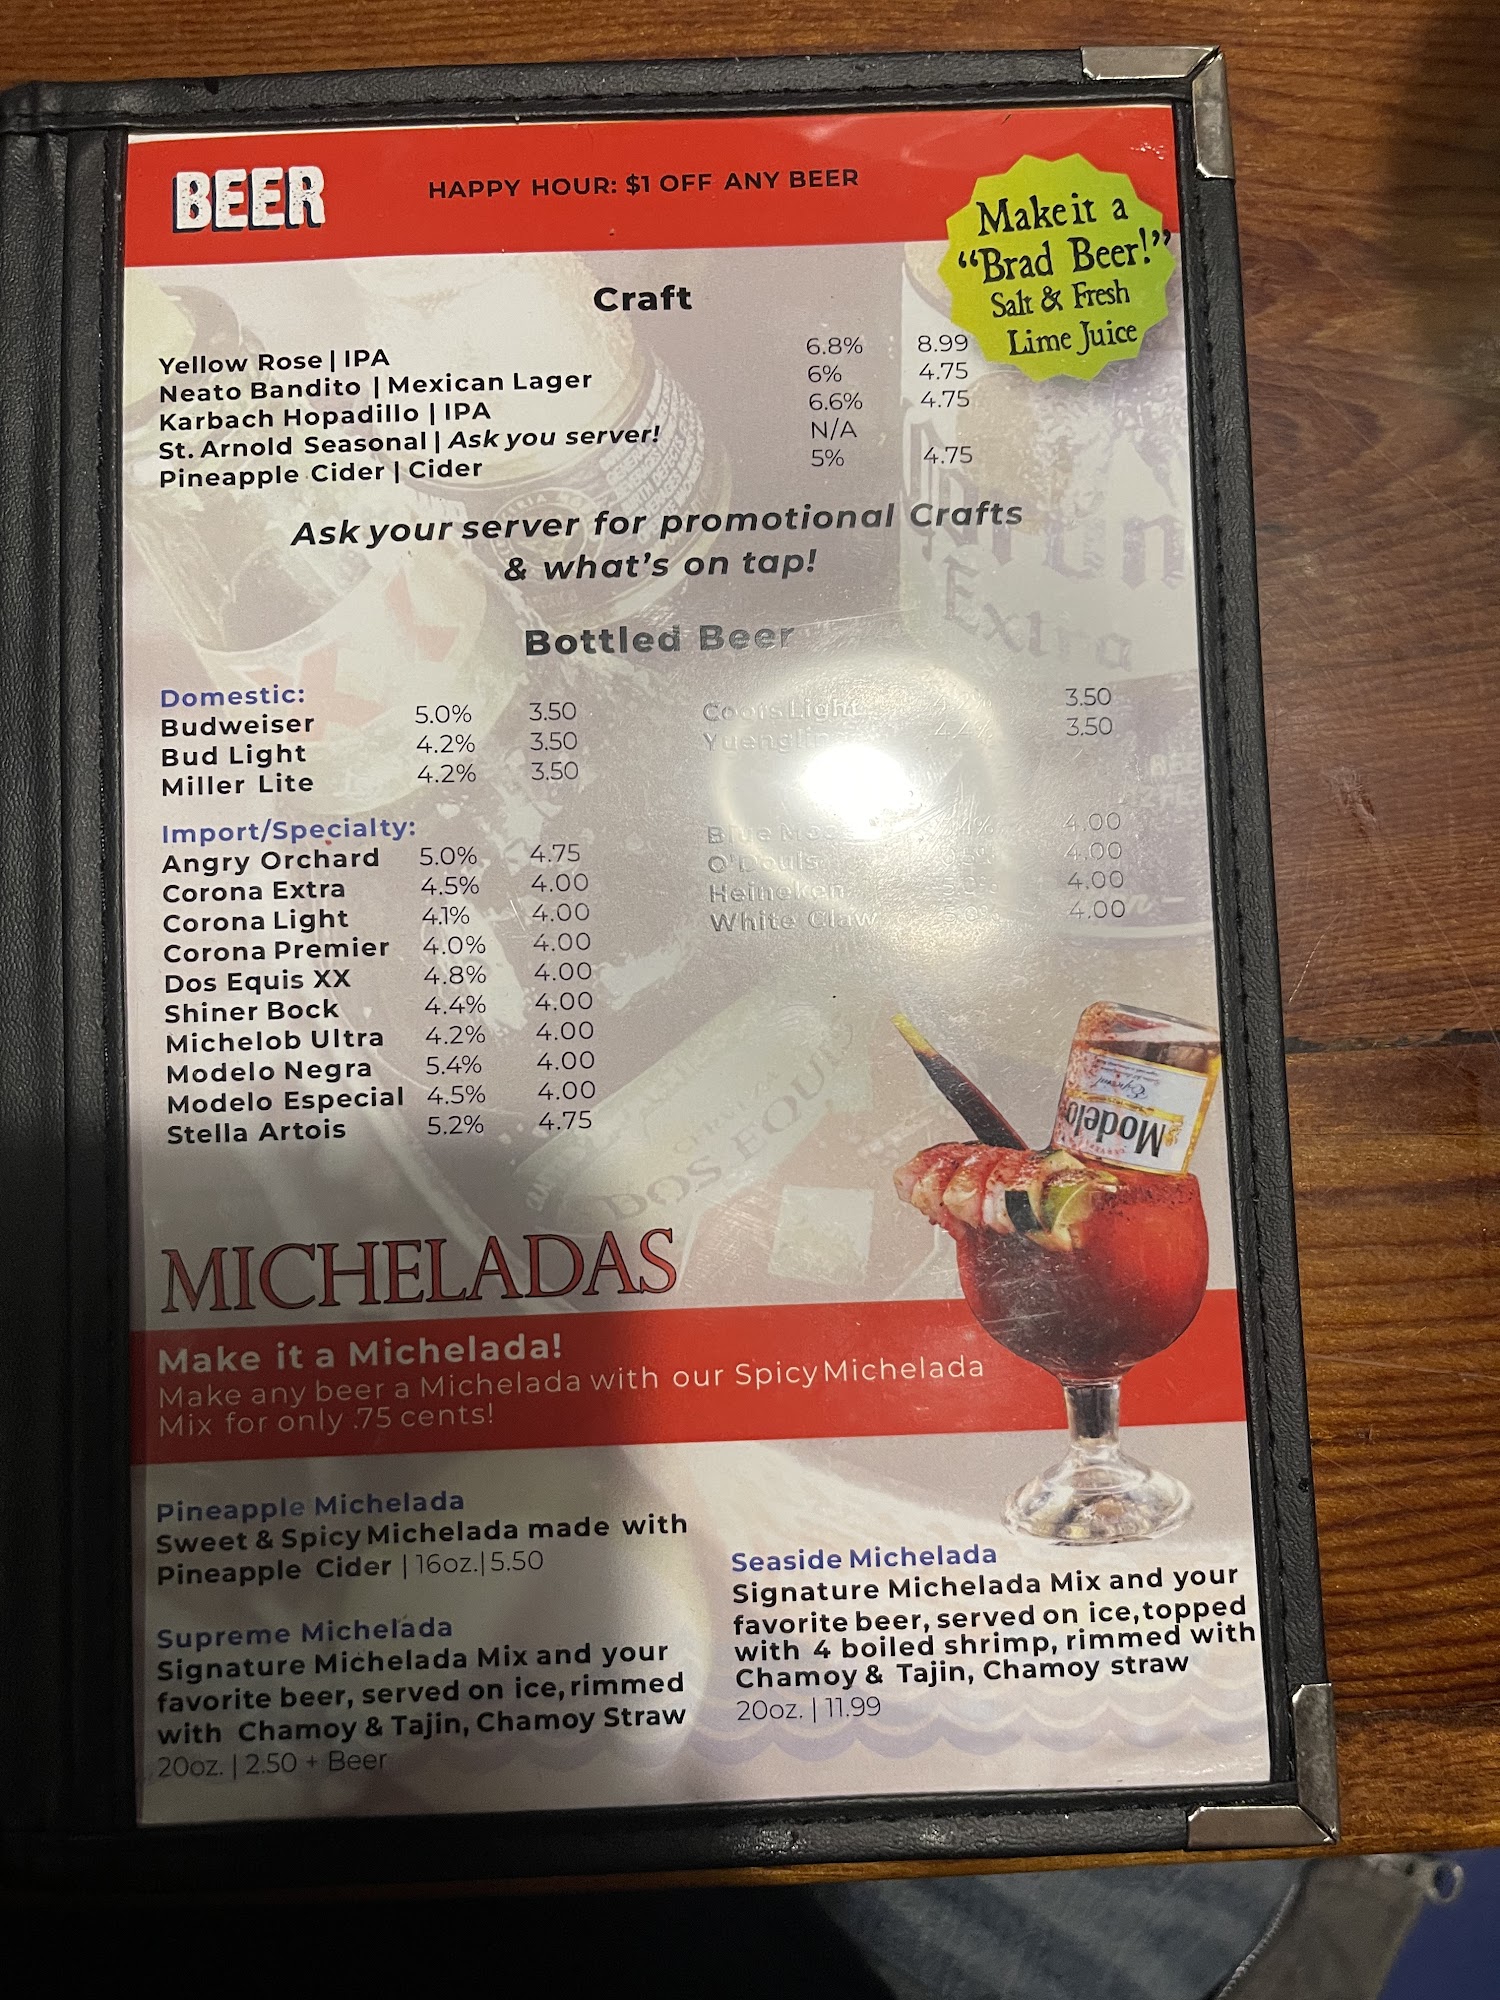 BEER
HAPPY HOUR: $1 OFF ANY BEER
Make it a
“Brad Beer!”
Salt & Fresh
Lime Juice
Craft
Yellow Rose | IPA 6.8% 8.99
Neato Bandito | Mexican Lager 6% 4.75
Karbach Hopadillo | IPA 6.6% 4.75
St. Arnold Seasonal | Ask you server! N/A
Pineapple Cider | Cider 5% 4.75
Ask your server for promotional Crafts
& what's on tap!
Bottled Beer
Domestic:
Budweiser 5.0% 3.50
Bud Light 4.2% 3.50
Miller Lite 4.2% 3.50
Coors Light 3.50
Yuengling 3.50
Import/Specialty:
Angry Orchard 5.0% 4.75
Corona Extra 4.5% 4.00
Corona Light 4.1% 4.00
Corona Premier 4.0% 4.00
Dos Equis XX 4.8% 4.00
Shiner Bock 4.4% 4.00
Michelob Ultra 4.2% 4.00
Modelo Negra 5.4% 4.00
Modelo Especial 4.5% 4.00
Stella Artois 5.2% 4.75
Blue 4.00
O'Douls 4.00
Heineken 4.00
White Claw 4.00
Extra
DOS EQUIS
Modelo
Especial
MICHELADAS
Make it a Michelada!
Make any beer a Michelada with our Spicy Michelada
Mix for only .75 cents!
Pineapple Michelada
Sweet & Spicy Michelada made with
Pineapple Cider | 16oz.|5.50
Supreme Michelada
Signature Michelada Mix and your
favorite beer, served on ice, rimmed
with Chamoy & Tajin, Chamoy Straw
20oz. | 2.50 + Beer
Seaside Michelada
Signature Michelada Mix and your
favorite beer, served on ice, topped
with 4 boiled shrimp, rimmed with
Chamoy & Tajin, Chamoy straw
20oz. | 11.99